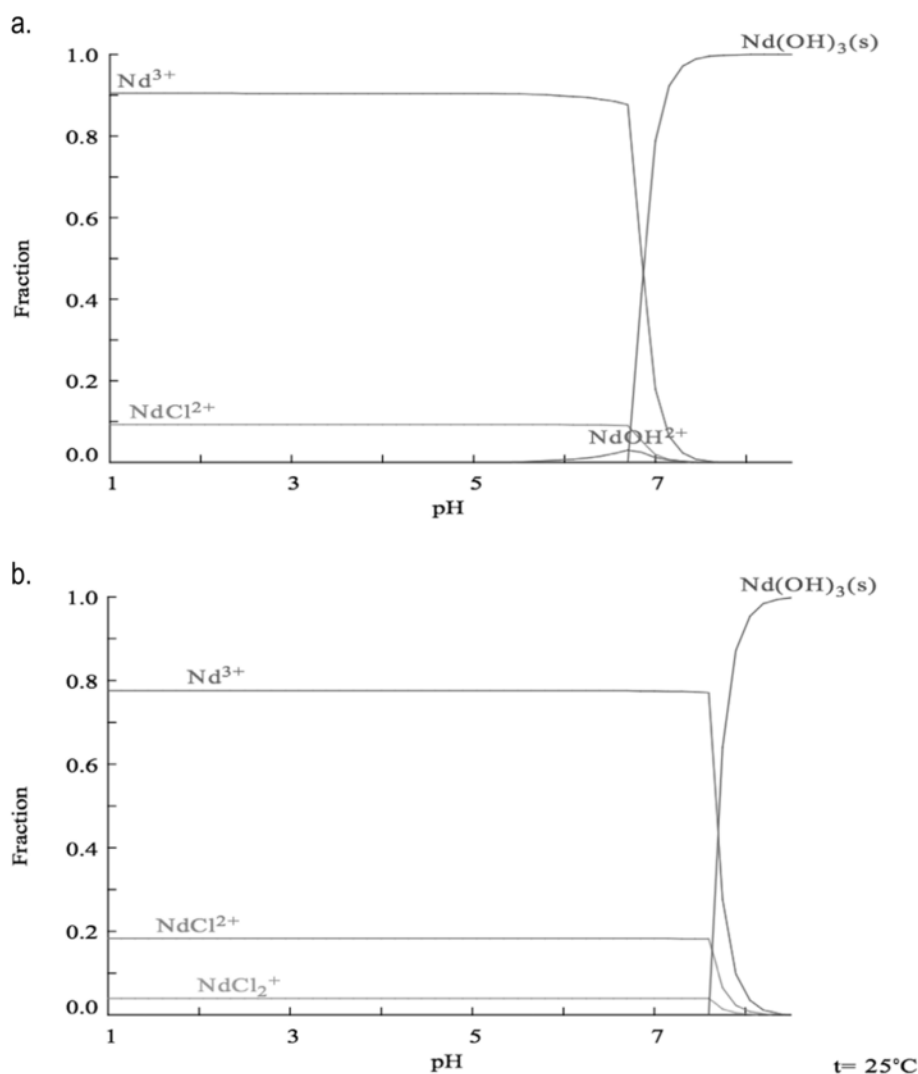 a.
Nd(OH)₃(s)
1.0
Nd³⁺
0.8
0.6
Fraction
0.4
0.2
NdCl²⁺
NdOH²⁺
0.0
1 3 5 7
pH
b.
Nd(OH)₃(s)
1.0
Nd³⁺
0.8
0.6
Fraction
0.4
NdCl²⁺
0.2
NdCl₂⁺
0.0
1 3 5 7
pH
t= 25°C